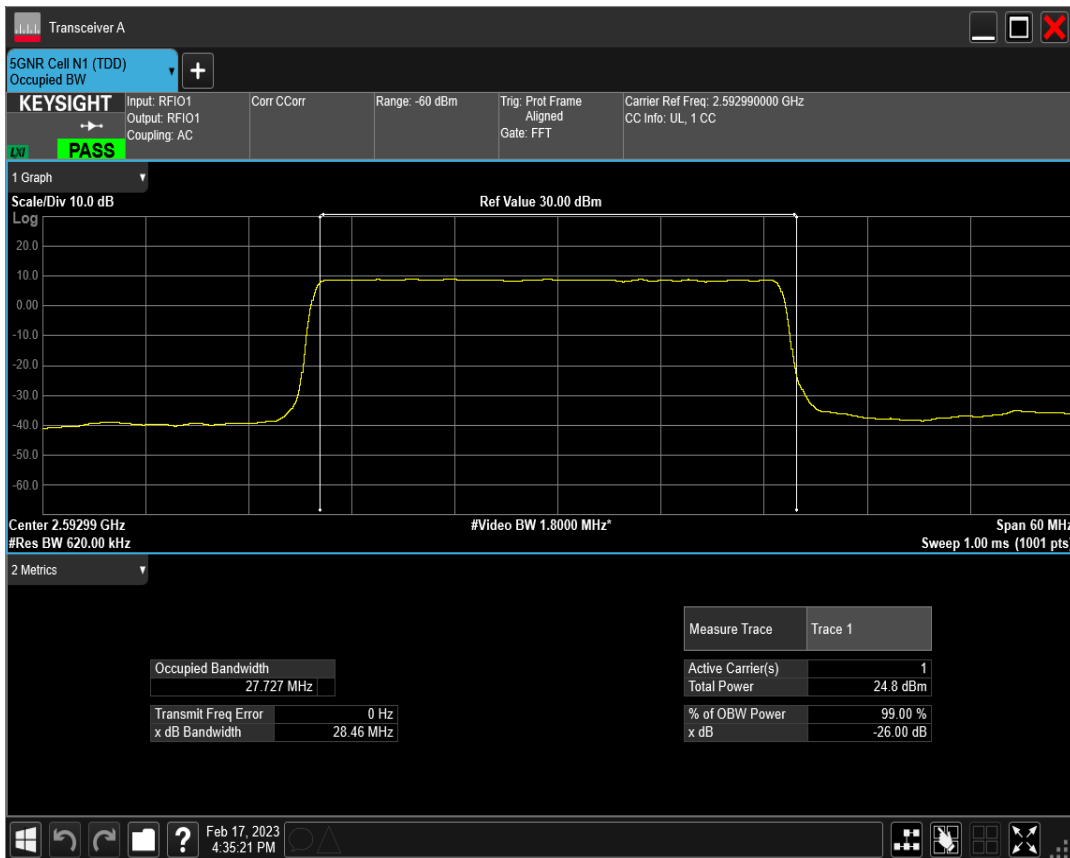 Transceiver A
5GNR Cell N1 (TDD)
Occupied BW
+
KEYSIGHT
LXI
PASS
Input: RFIO1
Output: RFIO1
Coupling: AC
Corr CCorr
Range: -60 dBm
Trig: Prot Frame
Aligned
Gate: FFT
Carrier Ref Freq: 2.592990000 GHz
CC Info: UL, 1 CC
1 Graph
Scale/Div 10.0 dB
Ref Value 30.00 dBm
Log
20.0
10.0
0.00
-10.0
-20.0
-30.0
-40.0
-50.0
-60.0
Center 2.59299 GHz
#Video BW 1.8000 MHz*
Span 60 MHz
#Res BW 620.00 kHz
Sweep 1.00 ms (1001 pts)
2 Metrics
Measure Trace Trace 1
Occupied Bandwidth
27.727 MHz
Active Carrier(s) 1
Total Power 24.8 dBm
Transmit Freq Error 0 Hz
x dB Bandwidth 28.46 MHz
% of OBW Power 99.00 %
x dB -26.00 dB
?
Feb 17, 2023
4:35:21 PM